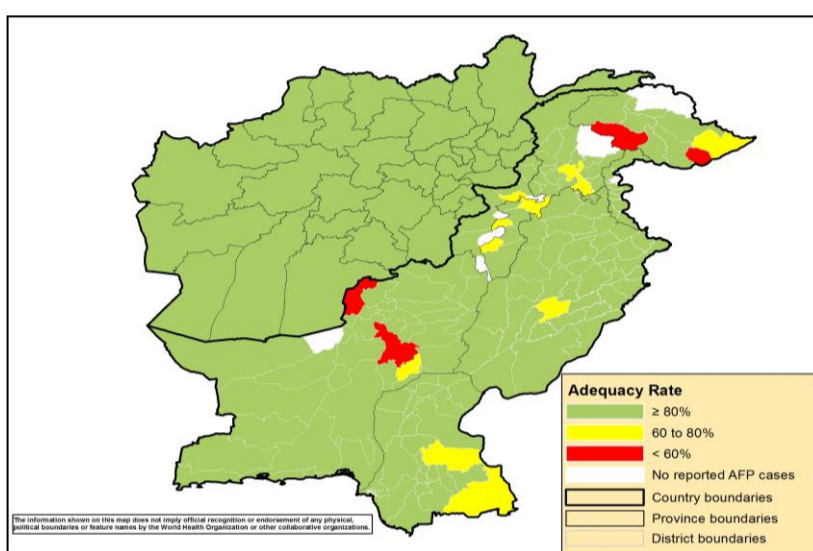 Adequacy Rate
≥ 80%
60 to 80%
< 60%
No reported AFP cases
Country boundaries
Province boundaries
District boundaries
The information shown on this map does not imply official recognition or endorsement of any physical,
political boundaries or feature names by the World Health Organization or other collaborative organizations.